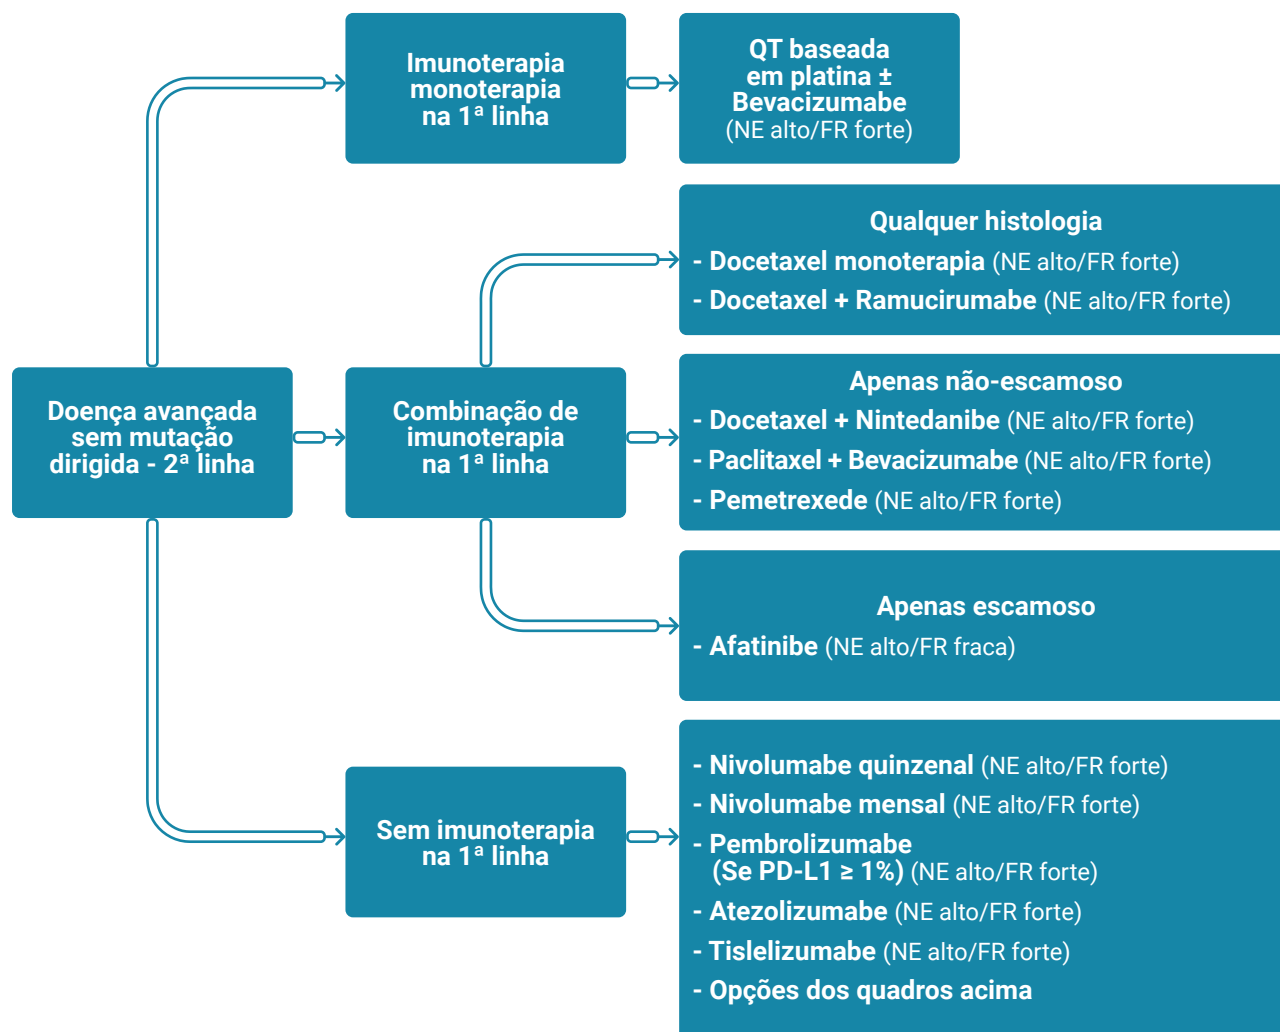 Imunoterapia
monoterapia
na 1ª linha
QT baseada
em platina ±
Bevacizumabe
(NE alto/FR forte)
Qualquer histologia
- Docetaxel monoterapia (NE alto/FR forte)
- Docetaxel + Ramucirumabe (NE alto/FR forte)
Doença avançada
sem mutação
dirigida - 2ª linha
Combinação de
imunoterapia
na 1ª linha
Apenas não-escamoso
- Docetaxel + Nintedanibe (NE alto/FR forte)
- Paclitaxel + Bevacizumabe (NE alto/FR forte)
- Pemetrexede (NE alto/FR forte)
Apenas escamoso
- Afatinibe (NE alto/FR fraca)
Sem imunoterapia
na 1ª linha
- Nivolumabe quinzenal (NE alto/FR forte)
- Nivolumabe mensal (NE alto/FR forte)
- Pembrolizumabe
(Se PD-L1 ≥ 1%) (NE alto/FR forte)
- Atezolizumabe (NE alto/FR forte)
- Tislelizumabe (NE alto/FR forte)
- Opções dos quadros acima